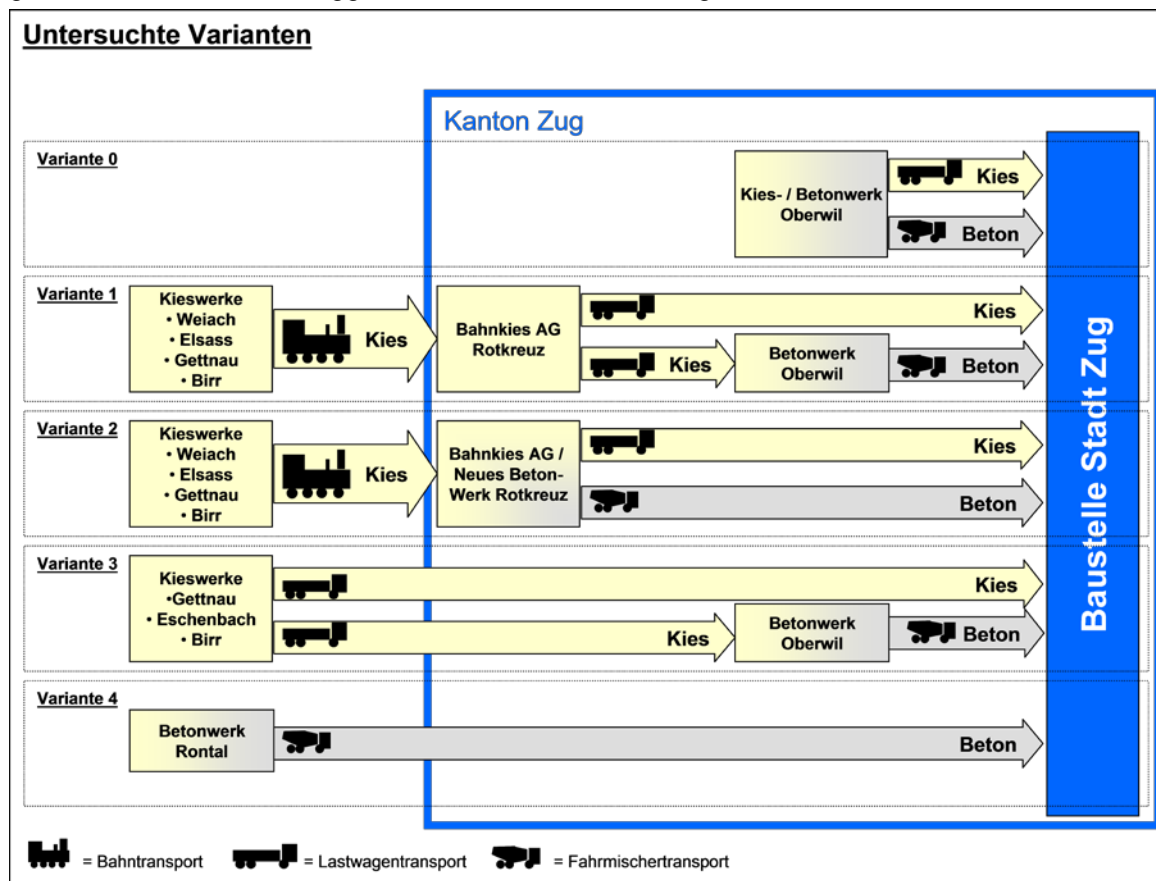 Untersuchte Varianten
Kanton Zug
Variante 0
Kies- / Betonwerk
Oberwil
Kies
Beton
Variante 1
Kieswerke
• Weiach
• Elsass
• Gettnau
• Birr
Kies
Bahnkies AG
Rotkreuz
Kies
Kies
Betonwerk
Oberwil
Beton
Variante 2
Kieswerke
• Weiach
• Elsass
• Gettnau
• Birr
Kies
Bahnkies AG /
Neues Beton-
Werk Rotkreuz
Kies
Beton
Variante 3
Kieswerke
•Gettnau
• Eschenbach
• Birr
Kies
Kies
Betonwerk
Oberwil
Beton
Variante 4
Betonwerk
Rontal
Beton
Baustelle Stadt Zug
= Bahntransport
= Lastwagentransport
= Fahrmischertransport